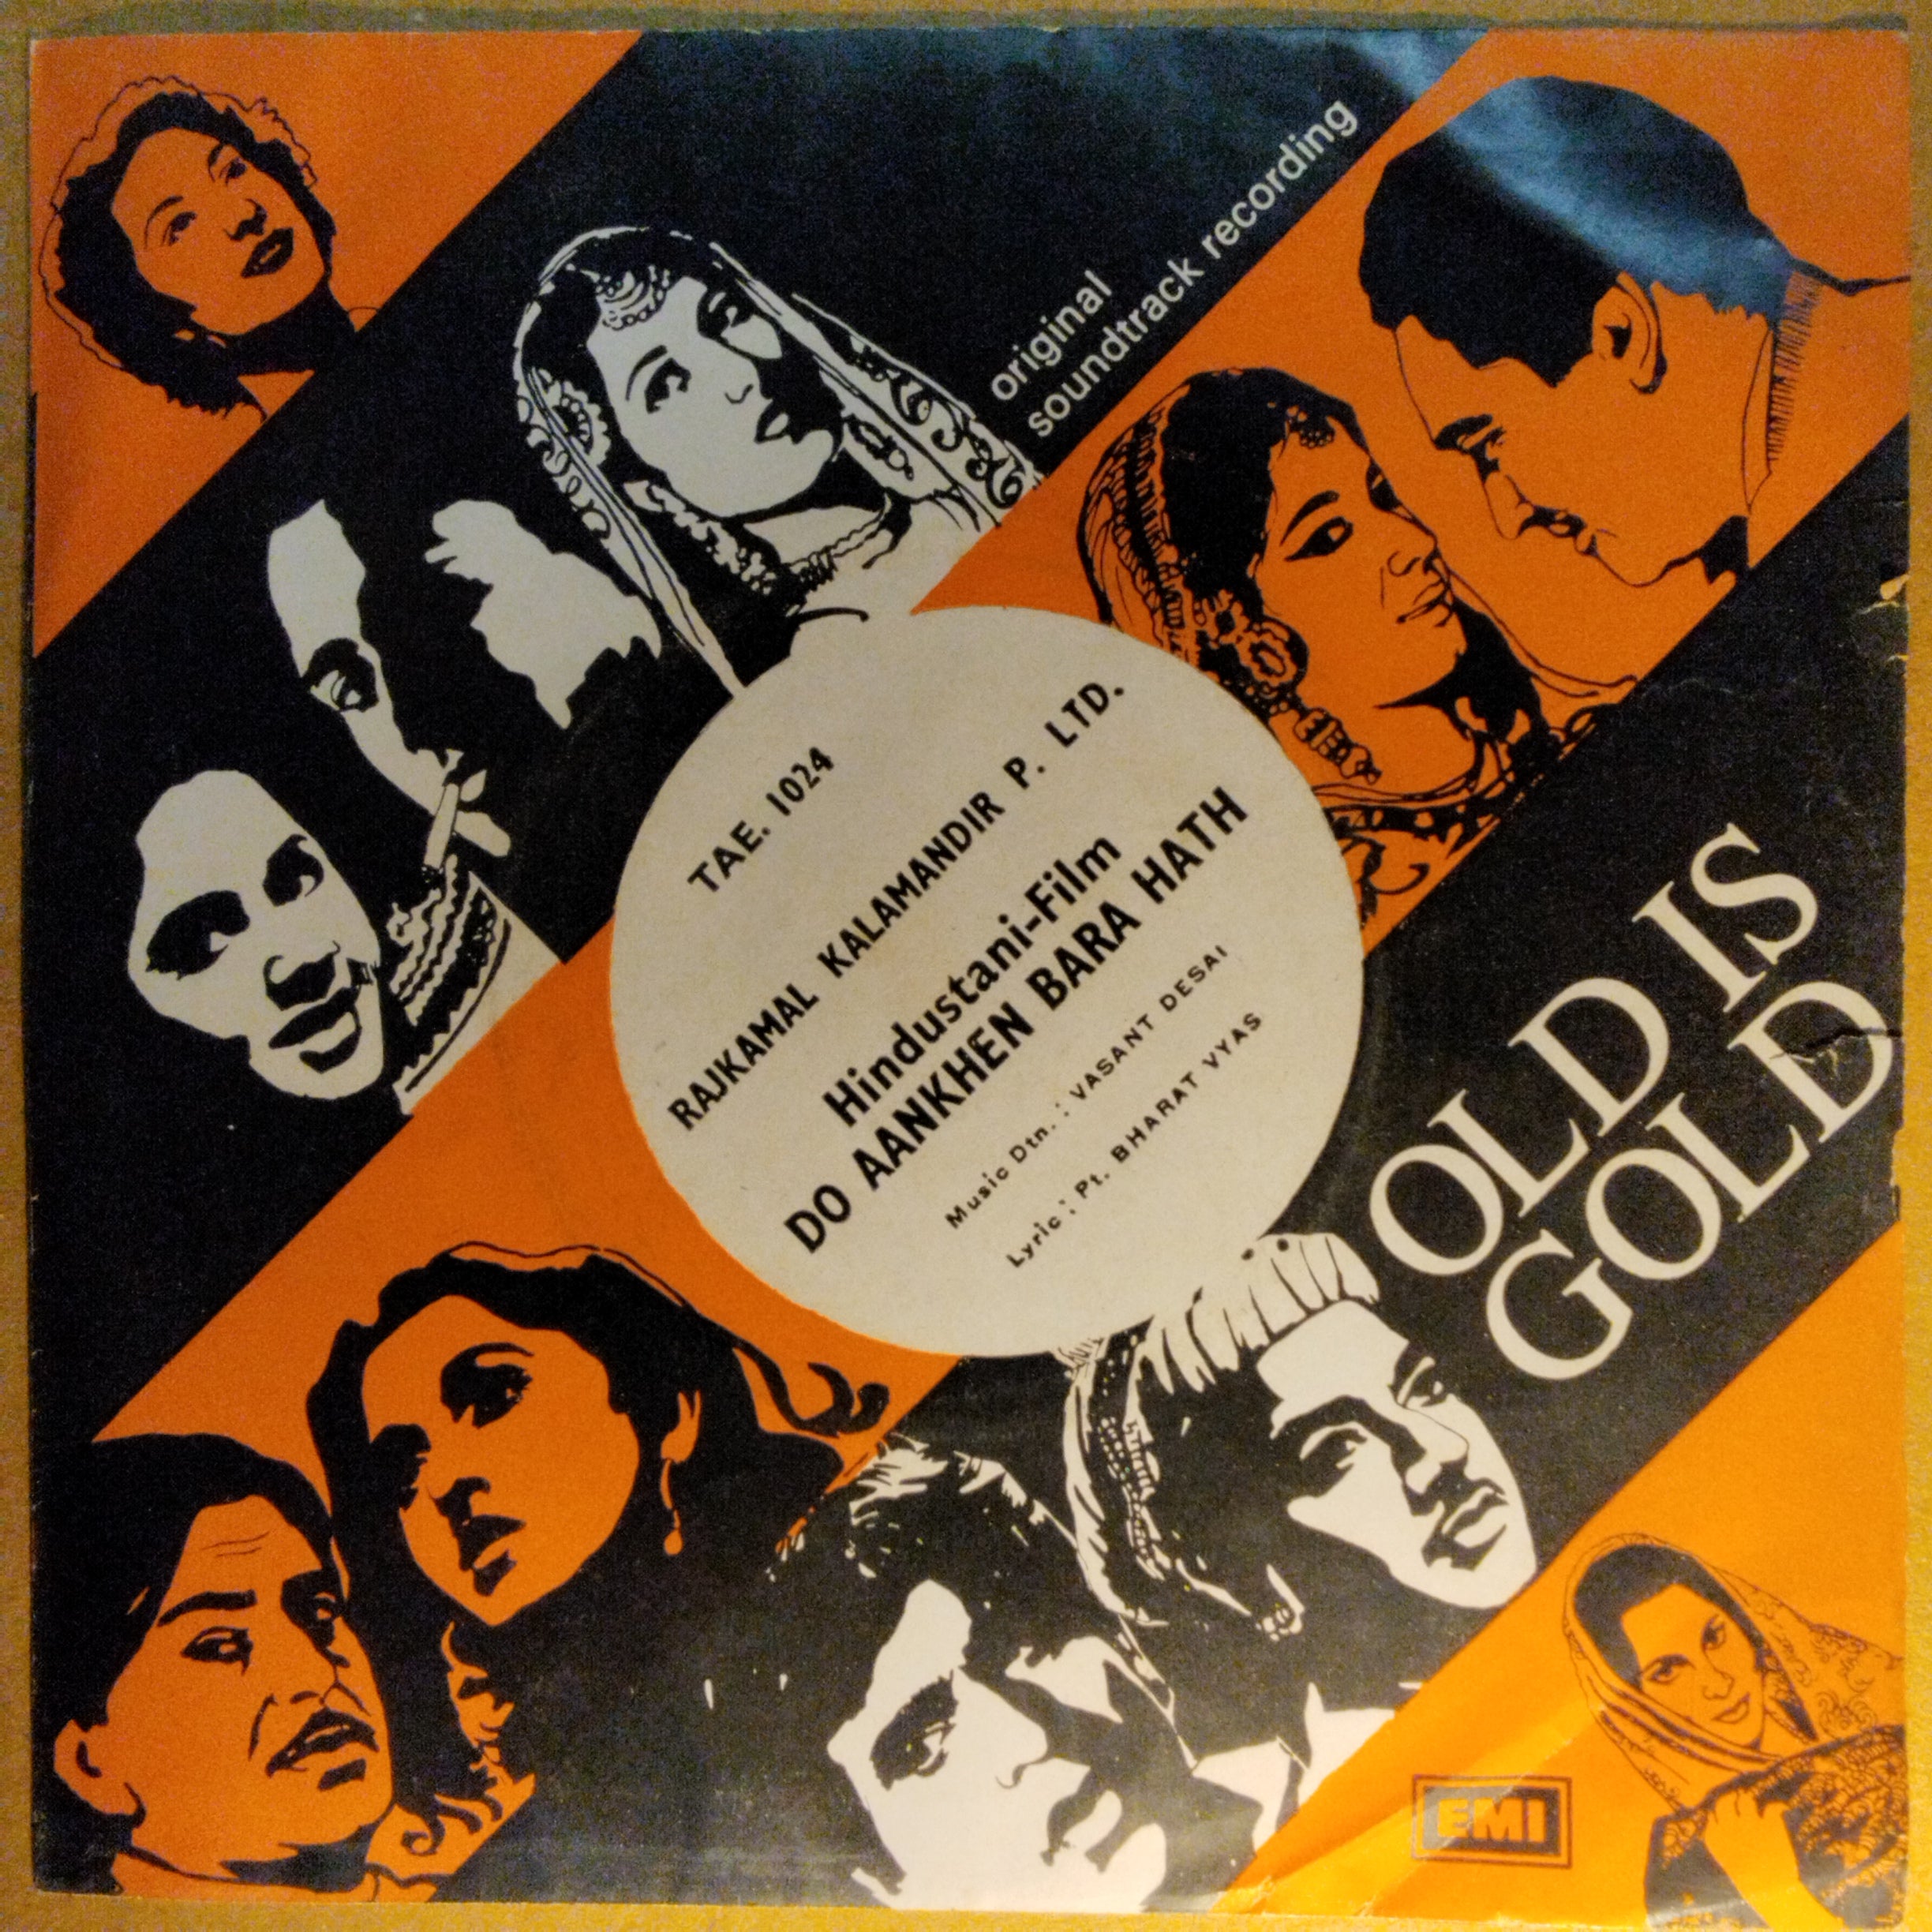 original
soundtrack recording
TAE. 1024
RAJKAMAL KALAMANDIR P. LTD.
Hindustani-Film
DO AANKHEN BARA HATH
Music Dtn. : VASANT DESAI
Lyric : Pt. BHARAT VYAS
OLD IS
GOLD
EMI